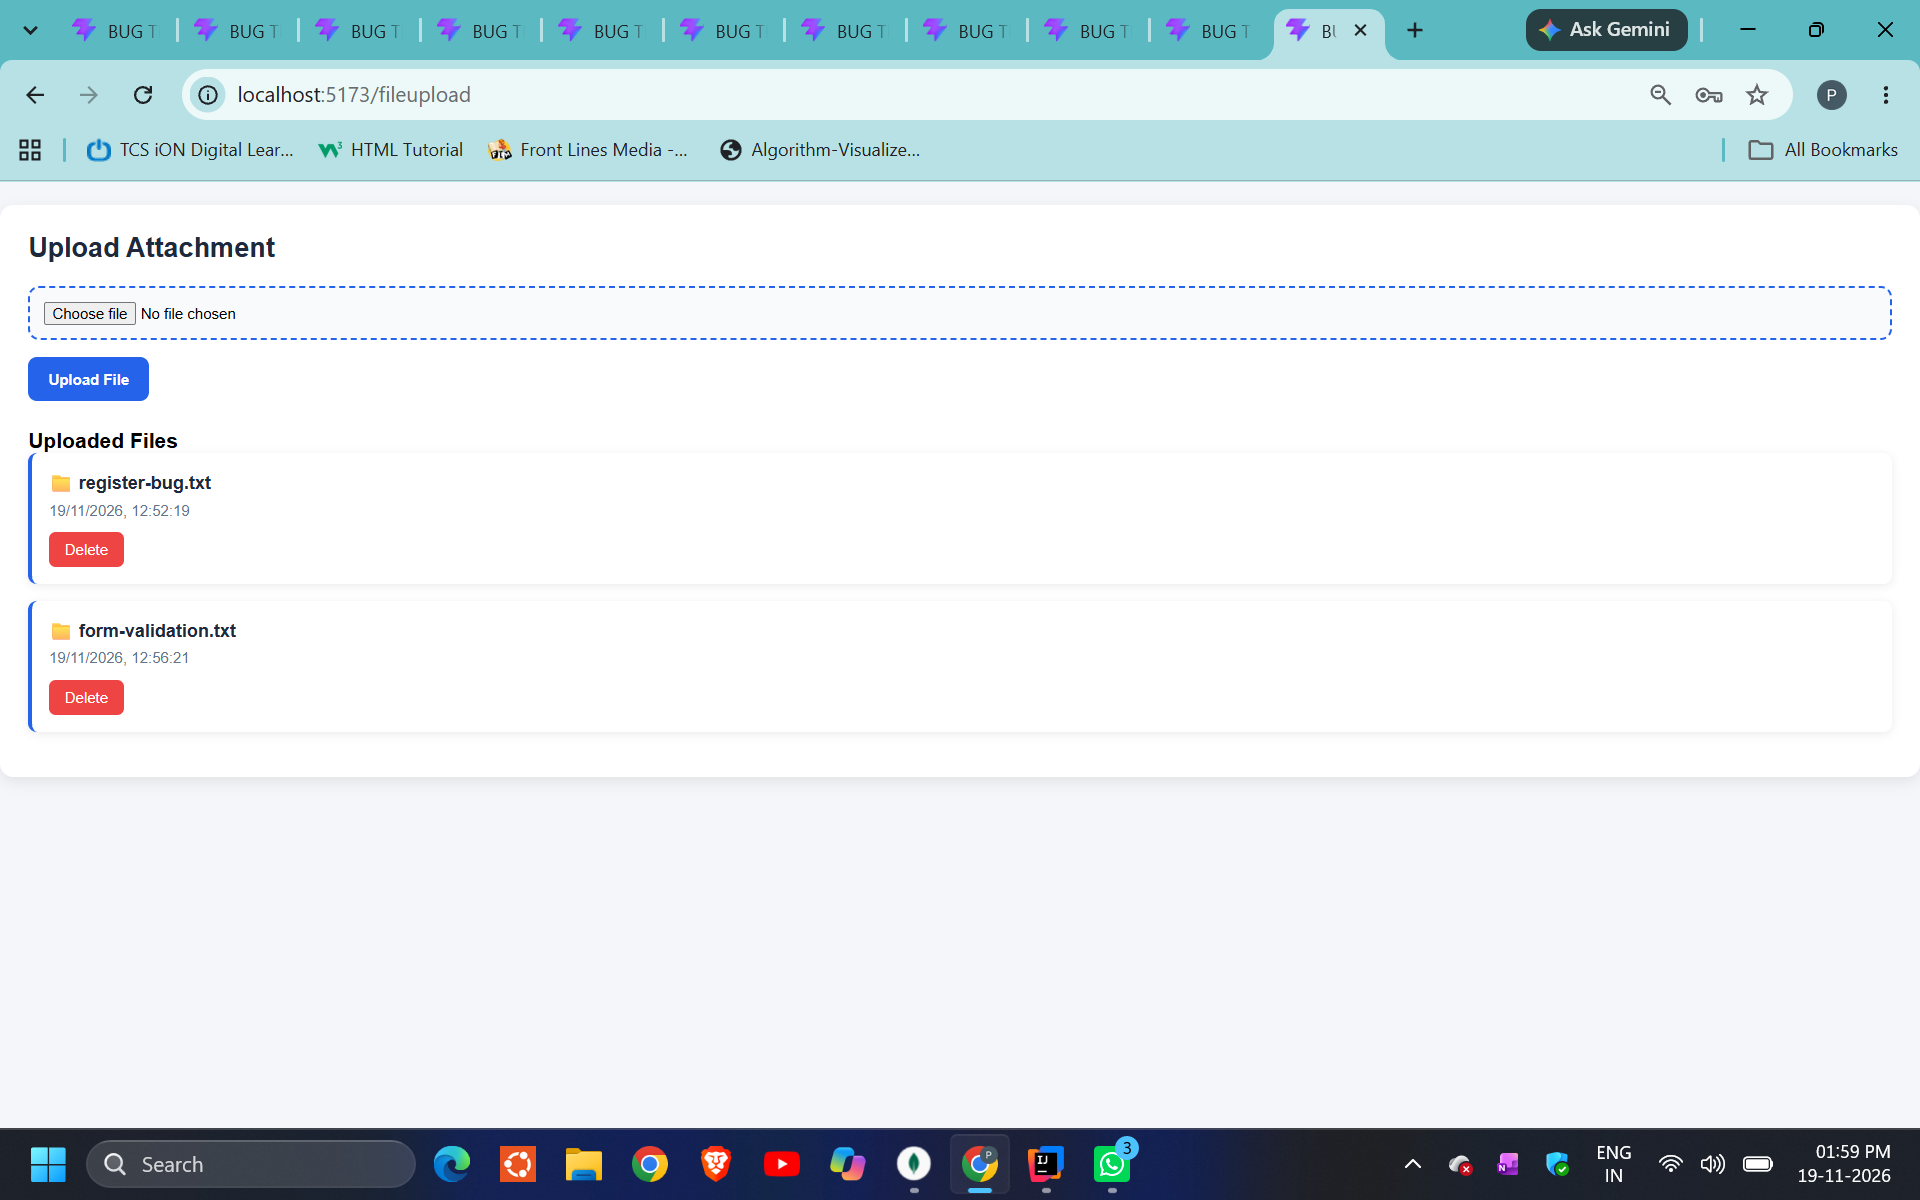 BUG T BUG T BUG T BUG T BUG T BUG T BUG T BUG T BUG T BUG T BU
Ask Gemini
localhost:5173/fileupload
P
TCS iON Digital Lear... HTML Tutorial Front Lines Media -... Algorithm-Visualize... All Bookmarks
Upload Attachment
Choose file No file chosen
Upload File
Uploaded Files
register-bug.txt
19/11/2026, 12:52:19
Delete
form-validation.txt
19/11/2026, 12:56:21
Delete
Search
3
ENG
IN
01:59 PM
19-11-2026